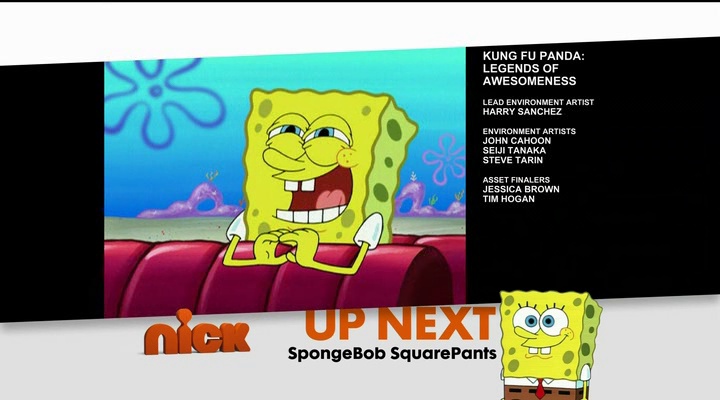 KUNG FU PANDA:
LEGENDS OF
AWESOMENESS
LEAD ENVIRONMENT ARTIST
HARRY SANCHEZ
ENVIRONMENT ARTISTS
JOHN CAHOON
SEIJI TANAKA
STEVE TARIN
ASSET FINALERS
JESSICA BROWN
TIM HOGAN
nick
UP NEXT
SpongeBob SquarePants